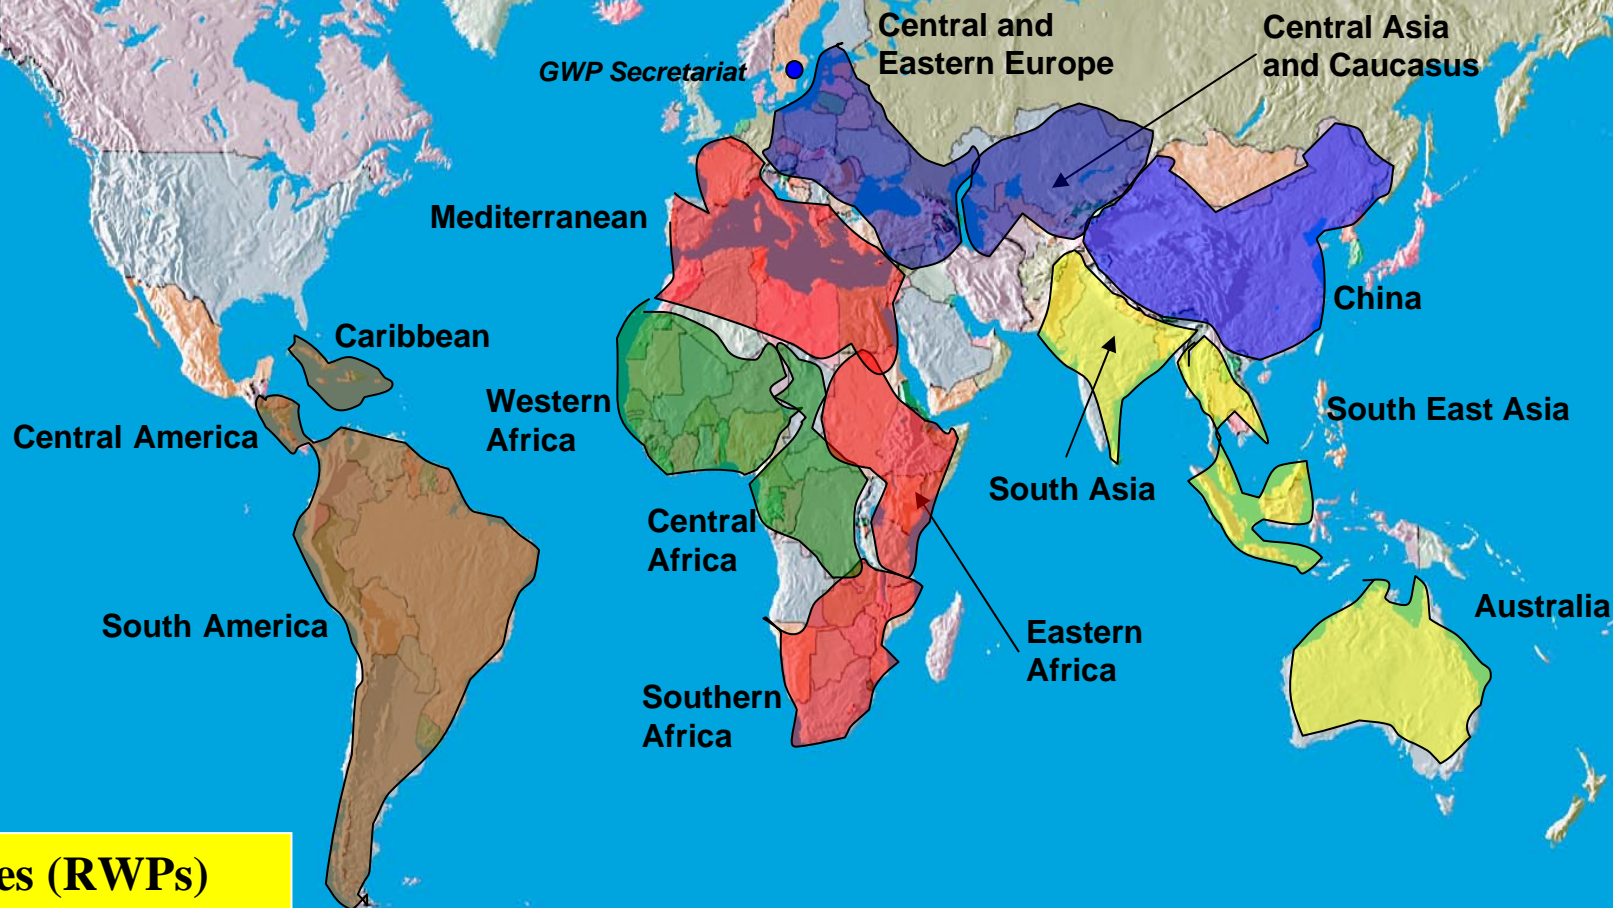 Central and
Eastern Europe
Central Asia
and Caucasus
GWP Secretariat
Mediterranean
China
Caribbean
Western
Africa
South East Asia
Central America
South Asia
Central
Africa
South America
Australia
Eastern
Africa
Southern
Africa
es (RWPs)